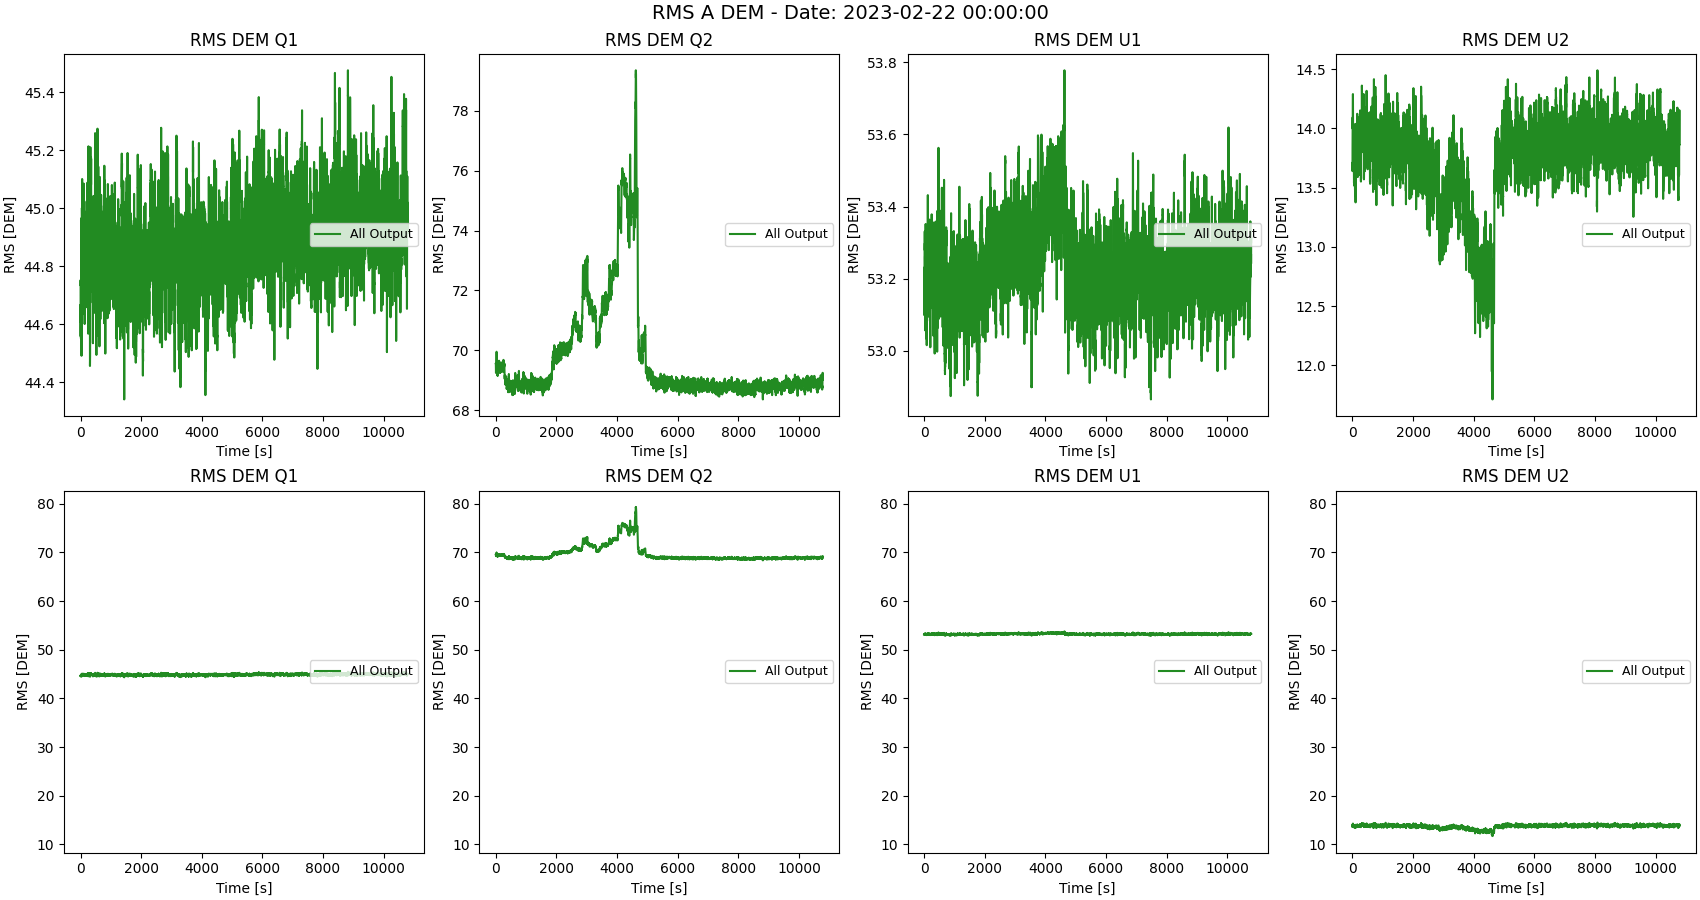 RMS A DEM - Date: 2023-02-22 00:00:00
RMS DEM Q1
RMS [DEM]
45.4
45.2
45.0
44.8
44.6
44.4
All Output
0 2000 4000 6000 8000 10000
Time [s]
RMS DEM Q2
RMS [DEM]
78
76
74
72
70
68
All Output
0 2000 4000 6000 8000 10000
Time [s]
RMS DEM U1
RMS [DEM]
53.8
53.6
53.4
53.2
53.0
All Output
0 2000 4000 6000 8000 10000
Time [s]
RMS DEM U2
RMS [DEM]
14.5
14.0
13.5
13.0
12.5
12.0
All Output
0 2000 4000 6000 8000 10000
Time [s]
RMS DEM Q1
RMS [DEM]
80
70
60
50
40
30
20
10
All Output
0 2000 4000 6000 8000 10000
Time [s]
RMS DEM Q2
RMS [DEM]
80
70
60
50
40
30
20
10
All Output
0 2000 4000 6000 8000 10000
Time [s]
RMS DEM U1
RMS [DEM]
80
70
60
50
40
30
20
10
All Output
0 2000 4000 6000 8000 10000
Time [s]
RMS DEM U2
RMS [DEM]
80
70
60
50
40
30
20
10
All Output
0 2000 4000 6000 8000 10000
Time [s]